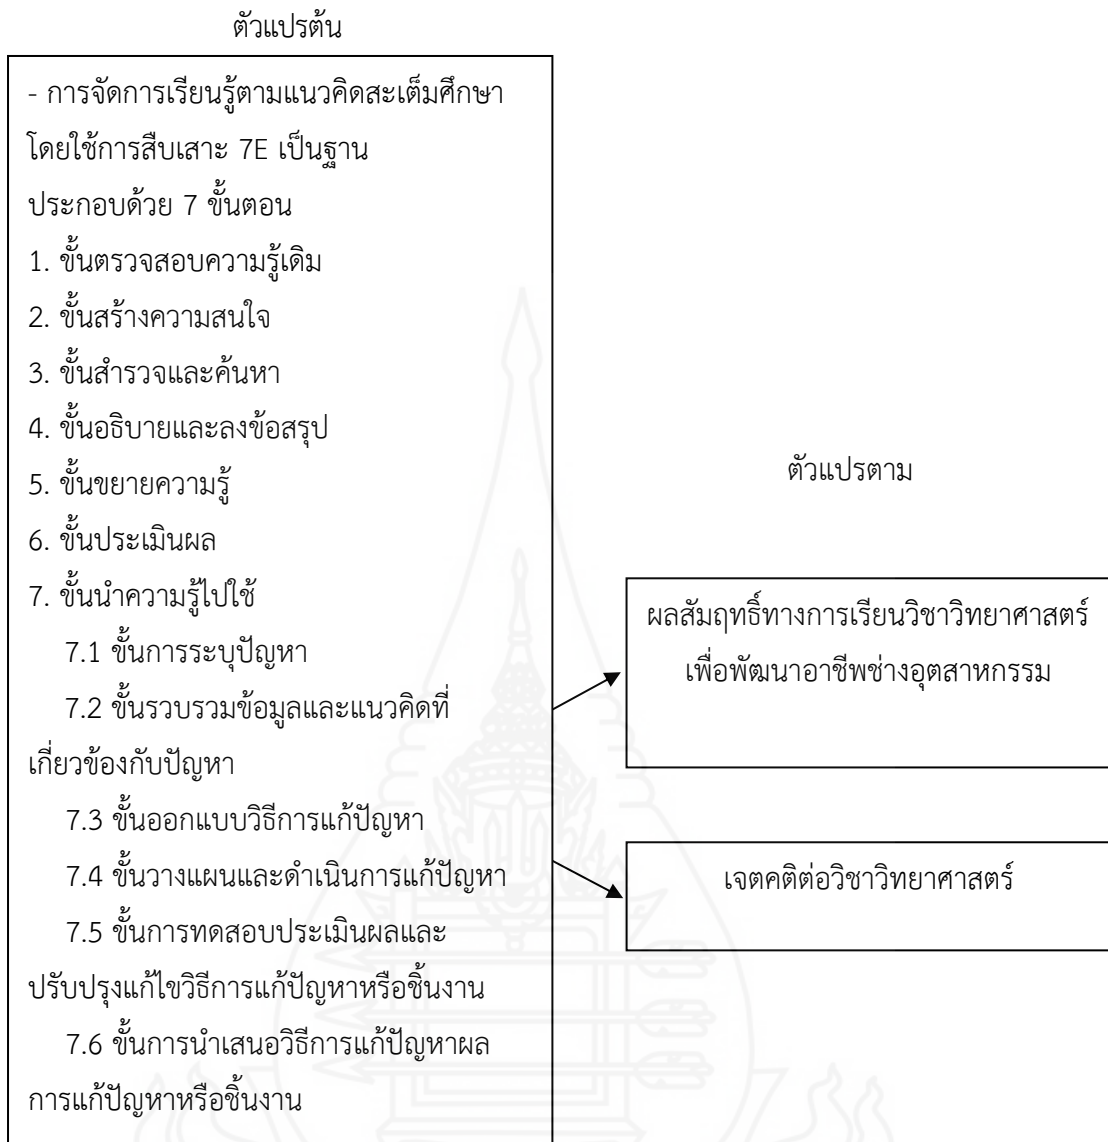 ตัวแปรต้น
- การจัดการเรียนรู้ตามแนวคิดสะเต็มศึกษา
โดยใช้การสืบเสาะ 7E เป็นฐาน
ประกอบด้วย 7 ขั้นตอน
1. ขั้นตรวจสอบความรู้เดิม
2. ขั้นสร้างความสนใจ
3. ขั้นสำรวจและค้นหา
4. ขั้นอธิบายและลงข้อสรุป
5. ขั้นขยายความรู้
6. ขั้นประเมินผล
7. ขั้นนำความรู้ไปใช้
7.1 ขั้นการระบุปัญหา
7.2 ขั้นรวบรวมข้อมูลและแนวคิดที่
เกี่ยวข้องกับปัญหา
7.3 ขั้นออกแบบวิธีการแก้ปัญหา
7.4 ขั้นวางแผนและดำเนินการแก้ปัญหา
7.5 ขั้นการทดสอบประเมินผลและ
ปรับปรุงแก้ไขวิธีการแก้ปัญหาหรือชิ้นงาน
7.6 ขั้นการนำเสนอวิธีการแก้ปัญหาผล
การแก้ปัญหาหรือชิ้นงาน
ตัวแปรตาม
ผลสัมฤทธิ์ทางการเรียนวิชาวิทยาศาสตร์
เพื่อพัฒนาอาชีพช่างอุตสาหกรรม
เจตคติต่อวิชาวิทยาศาสตร์